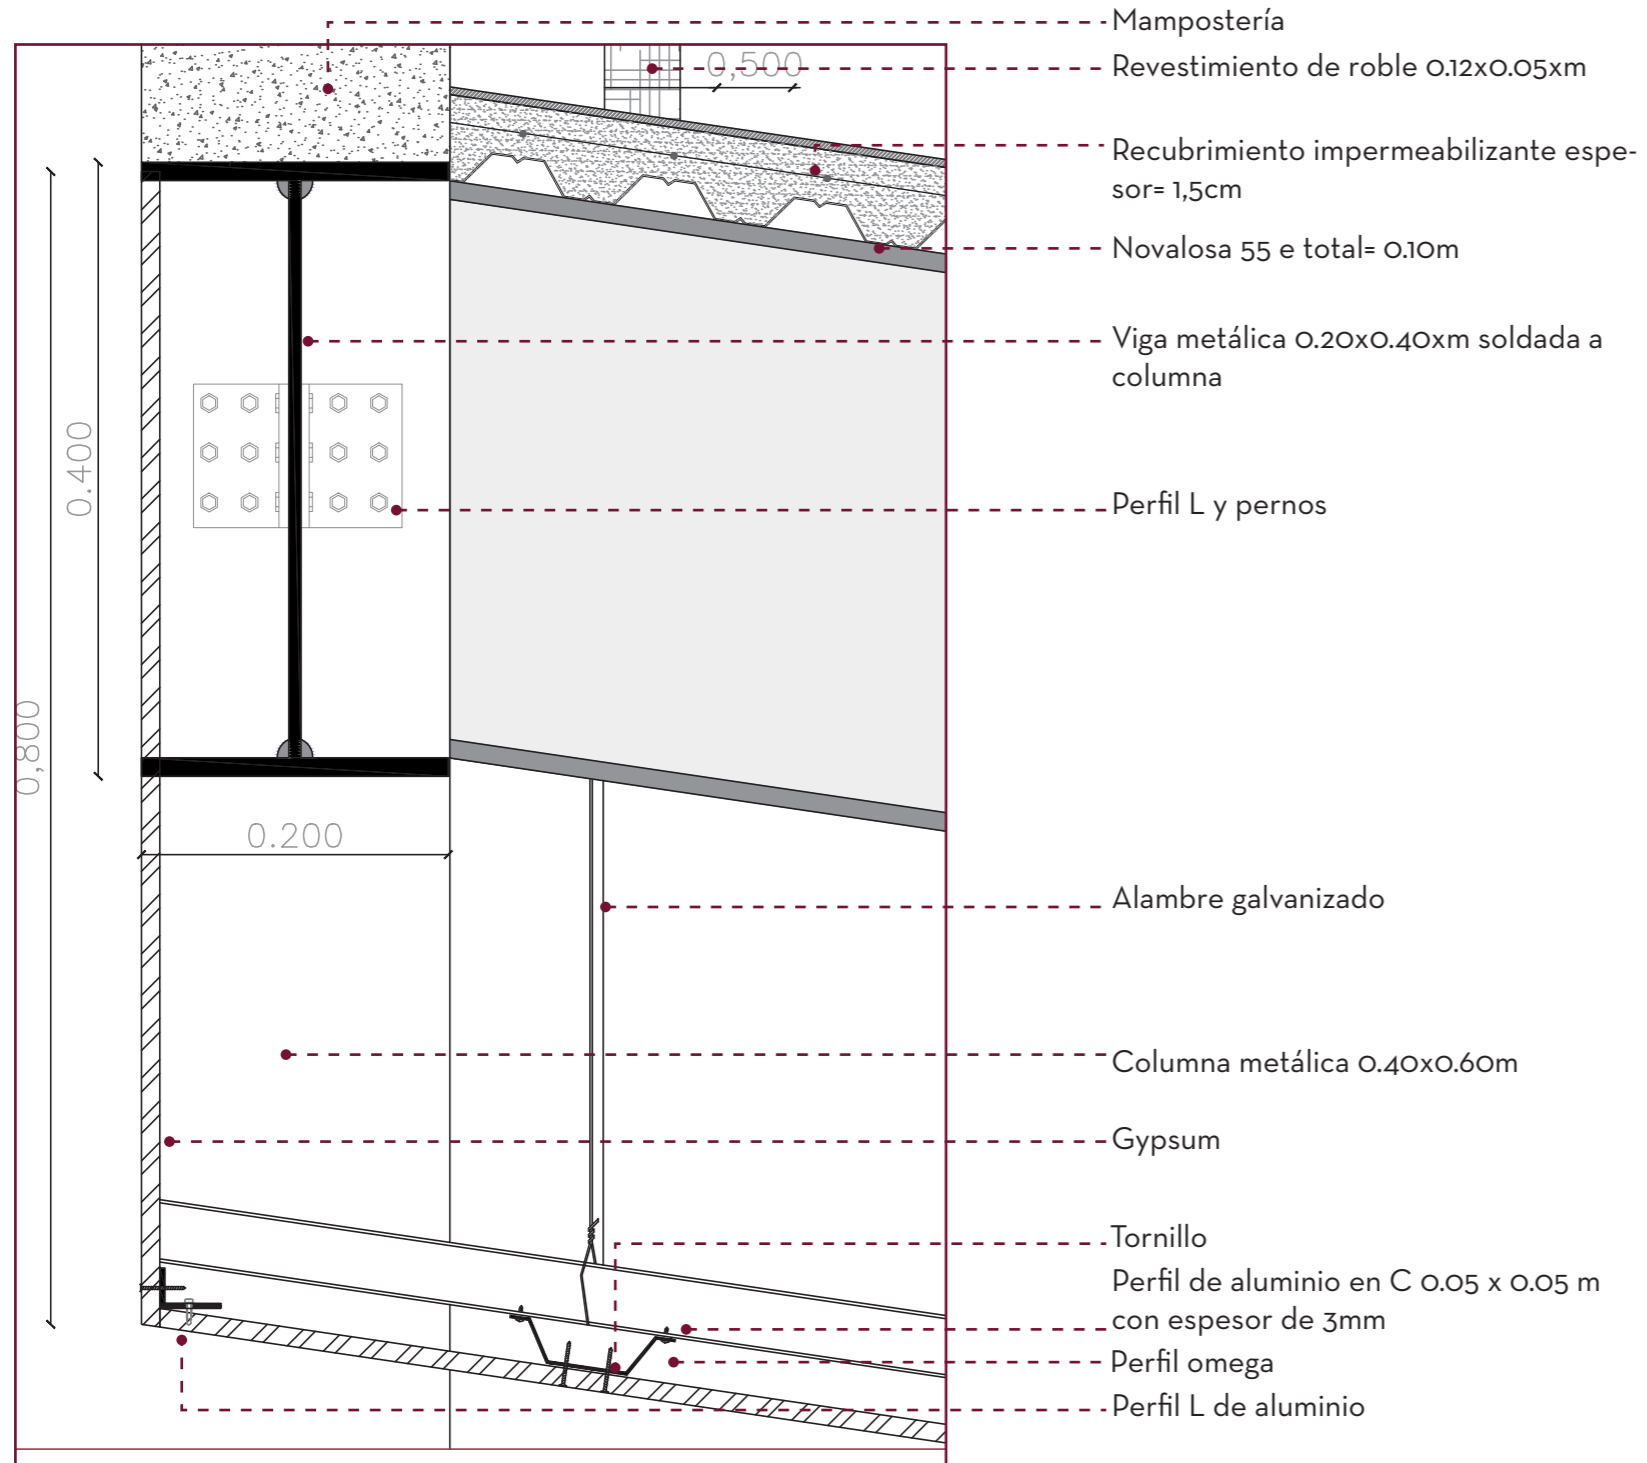 Mampostería
0,500
Revestimiento de roble 0.12x0.05xm
Recubrimiento impermeabilizante espe-
sor= 1,5cm
Novalosa 55 e total= 0.10m
Viga metálica 0.20x0.40xm soldada a
columna
0.400
Perfil L y pernos
0,800
0.200
Alambre galvanizado
Columna metálica 0.40x0.60m
Gypsum
Tornillo
Perfil de aluminio en C 0.05 x 0.05 m
con espesor de 3mm
Perfil omega
Perfil L de aluminio